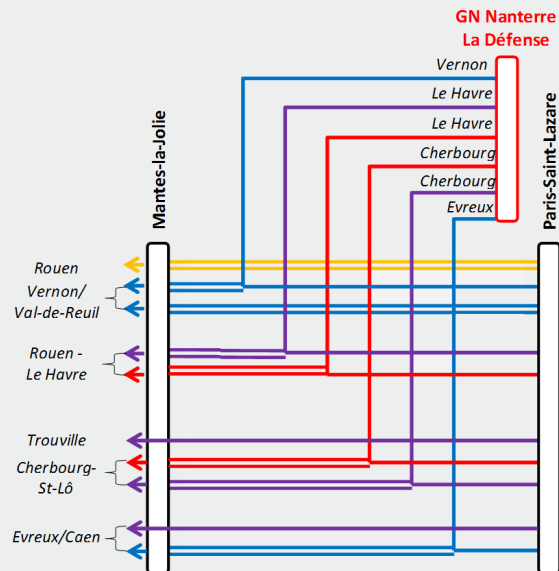 GN Nanterre
La Défense
Vernon
Le Havre
Le Havre
Cherbourg
Cherbourg
Evreux
Mantes-la-Jolie
Paris-Saint-Lazare
Rouen
Vernon/
Val-de-Reuil
Rouen -
Le Havre
Trouville
Cherbourg-
St-Lô
Evreux/Caen